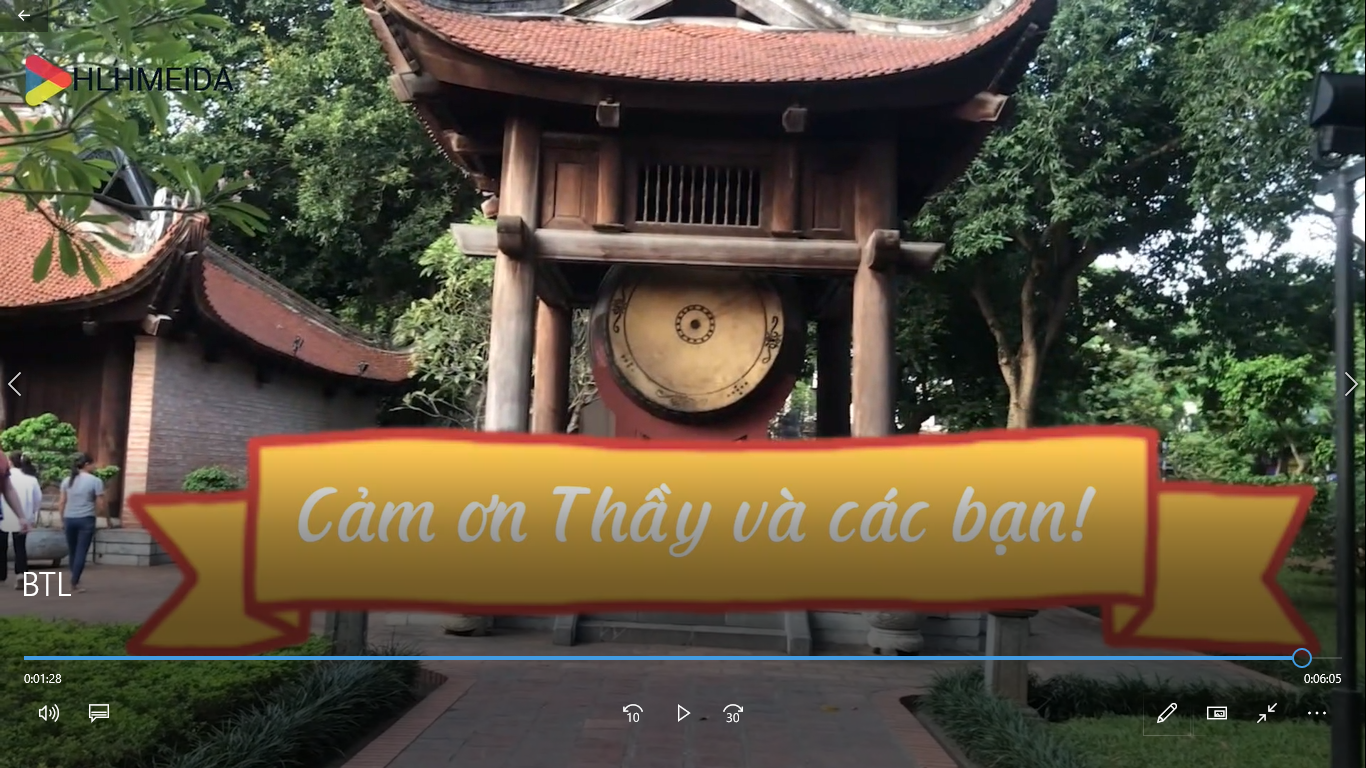 HLHMEIDA
Cảm ơn Thầy và các bạn!
BTL
0:01:28
0:06:05
10
30